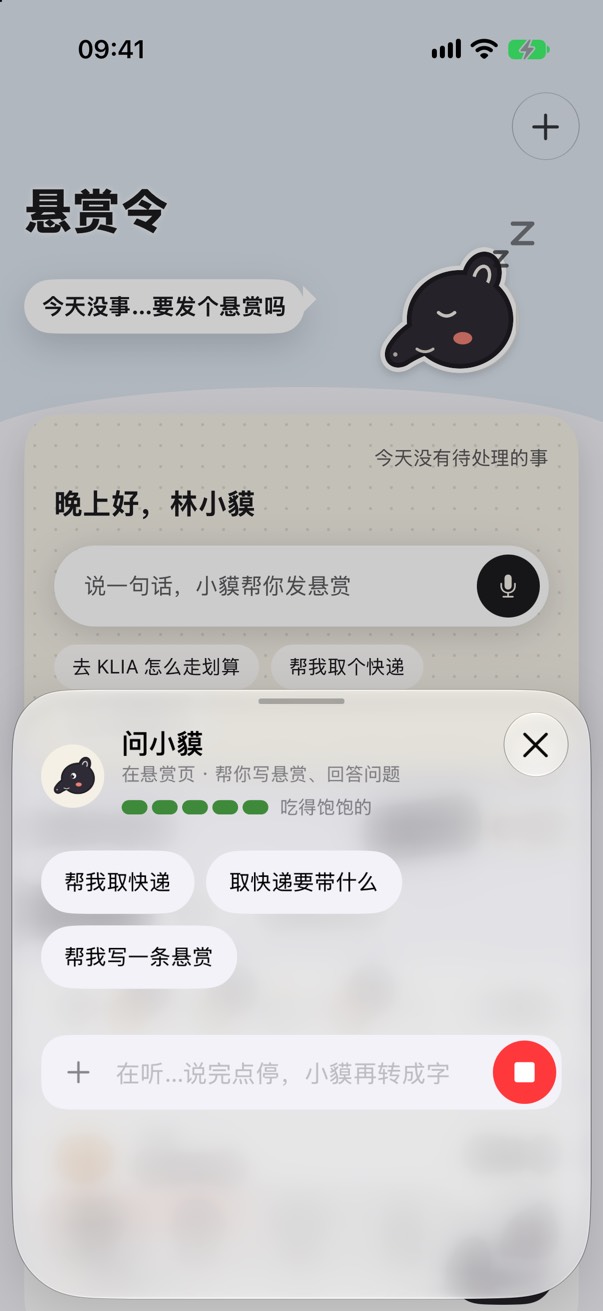 09:41
悬赏令
z
z
今天没事...要发个悬赏吗
今天没有待处理的事
晚上好，林小貘
说一句话，小貘帮你发悬赏
去 KLIA 怎么走划算
帮我取个快递
问小貘
在悬赏页 · 帮你写悬赏、回答问题
吃得饱饱的
帮我取快递
取快递要带什么
帮我写一条悬赏
在听...说完点停，小貘再转成字